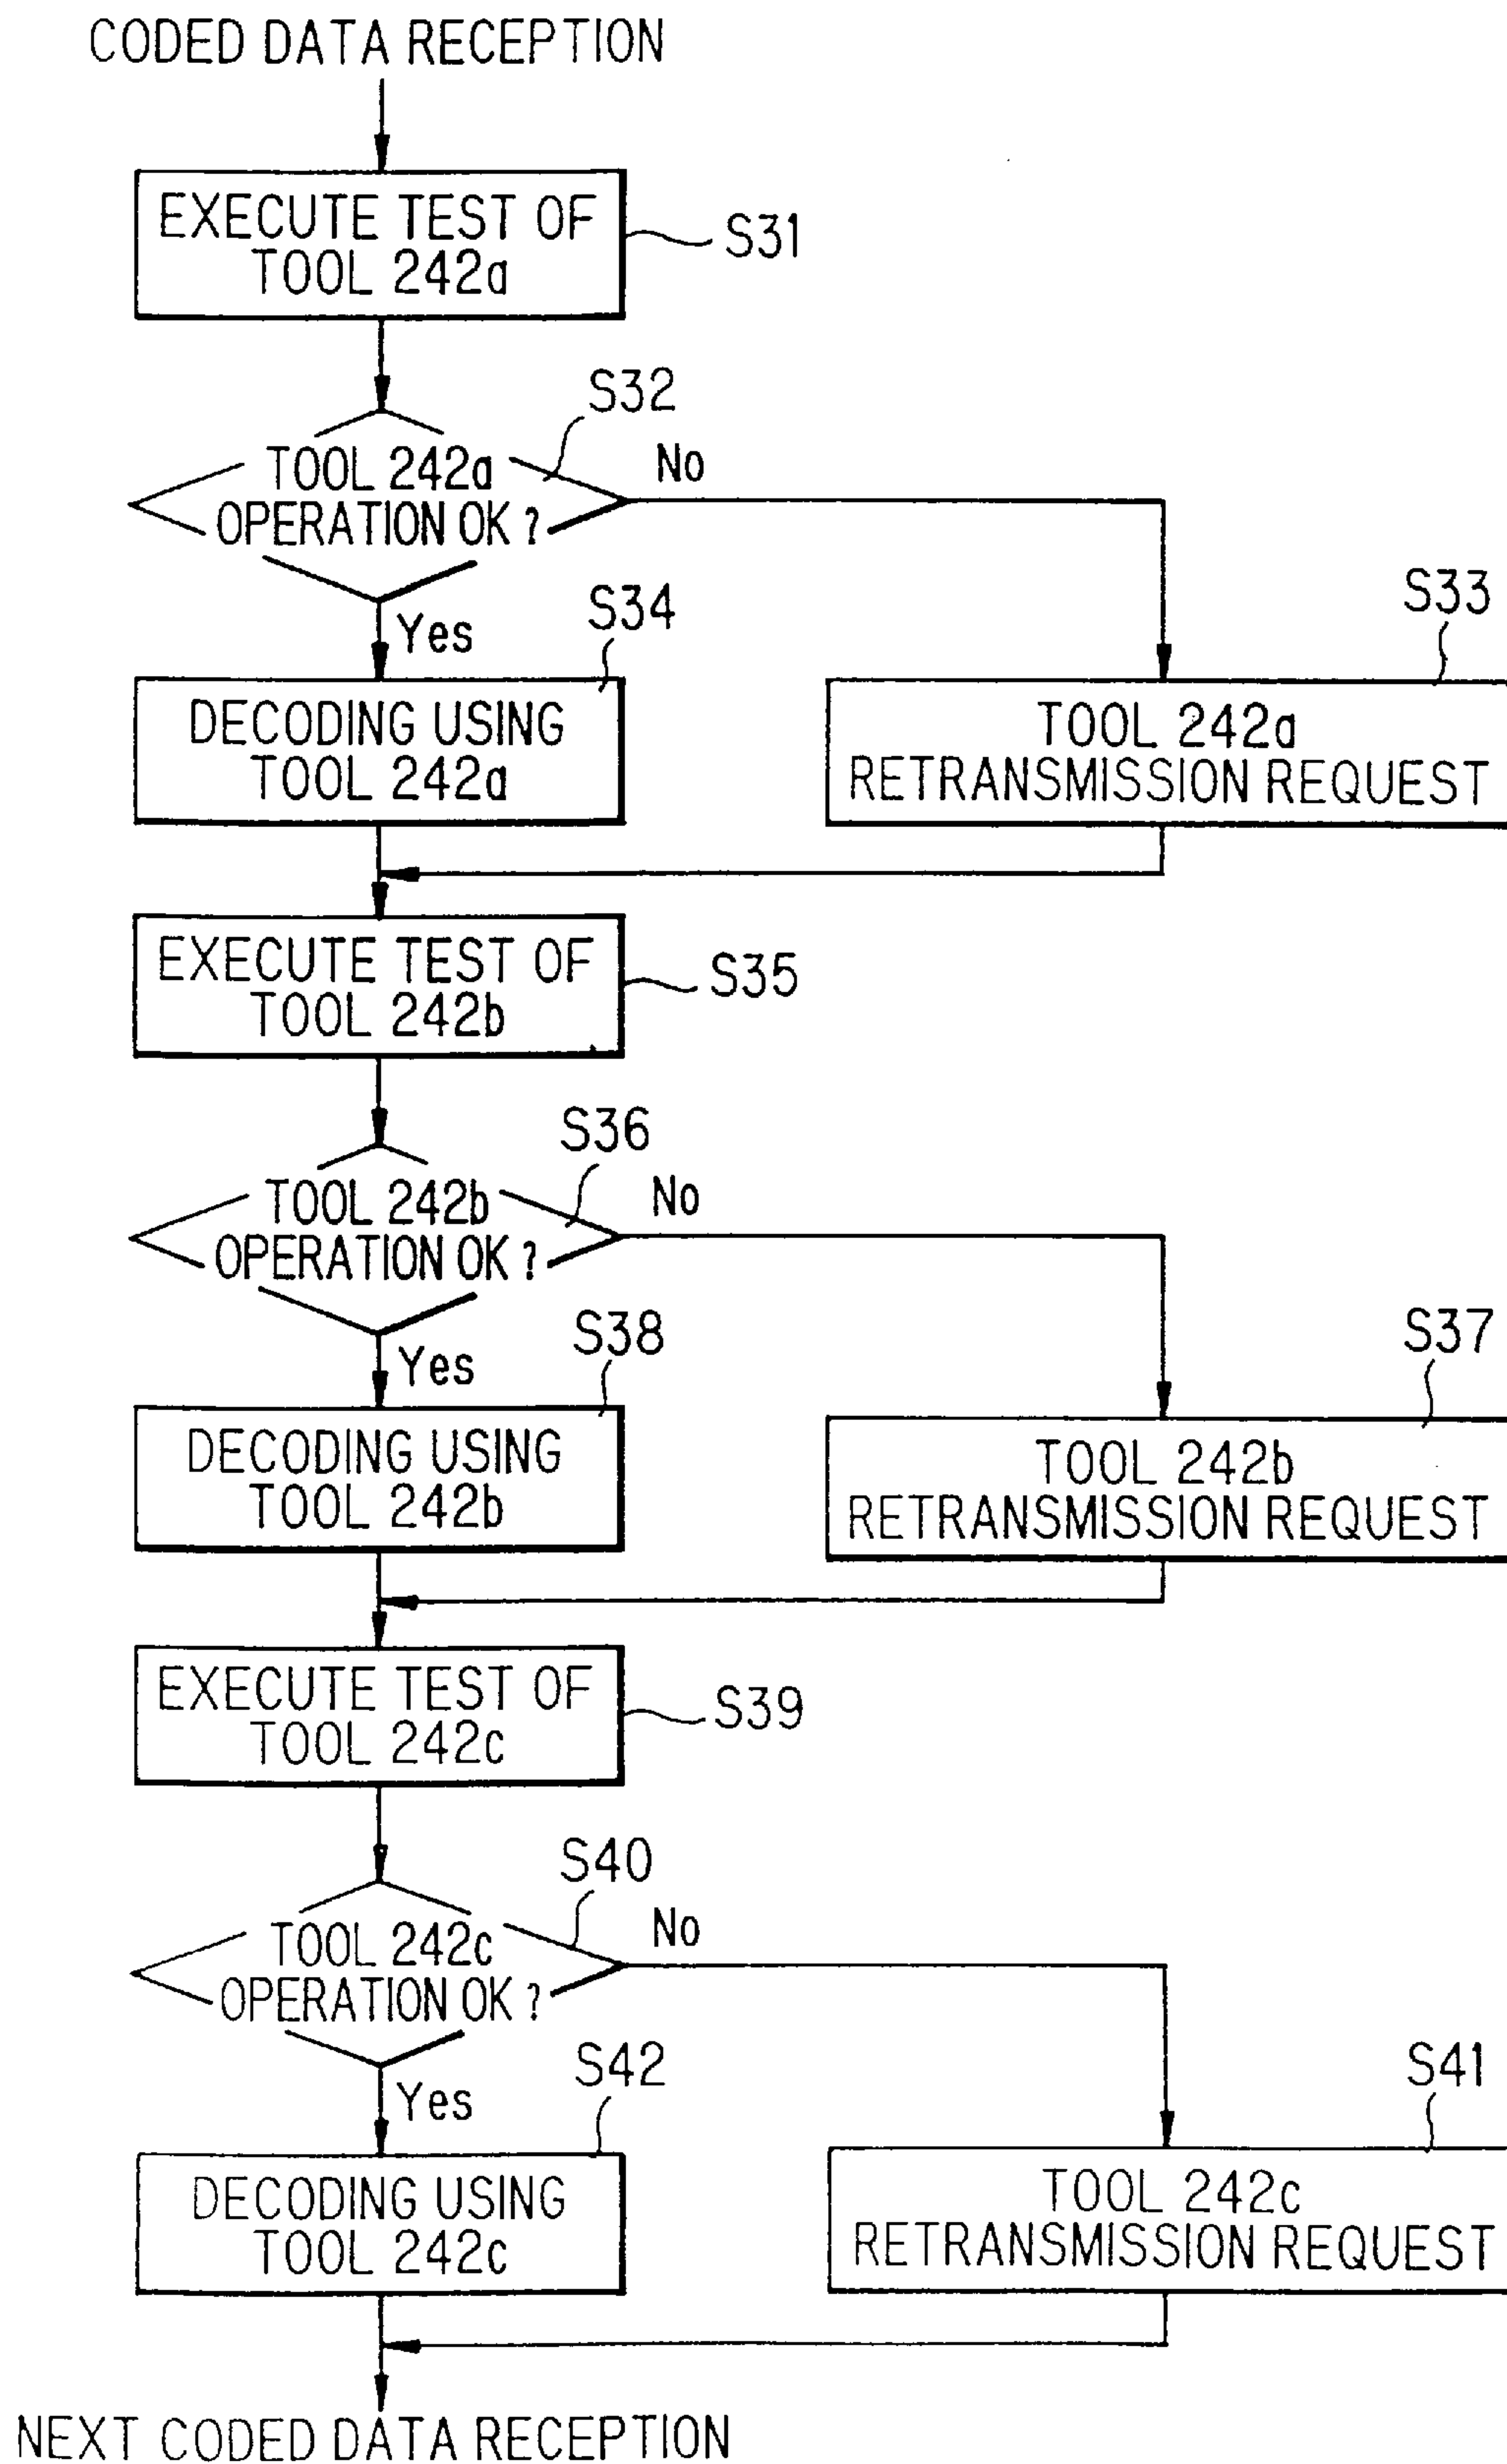 CODED DATA RECEPTION
EXECUTE TEST OF
TOOL 242a
S31
S32
TOOL 242a
OPERATION OK ?
No
Yes
S34
S33
DECODING USING
TOOL 242a
TOOL 242a
RETRANSMISSION REQUEST
EXECUTE TEST OF
TOOL 242b
S35
S36
TOOL 242b
OPERATION OK ?
No
Yes
S38
S37
DECODING USING
TOOL 242b
TOOL 242b
RETRANSMISSION REQUEST
EXECUTE TEST OF
TOOL 242c
S39
S40
TOOL 242c
OPERATION OK ?
No
Yes
S42
S41
DECODING USING
TOOL 242c
TOOL 242c
RETRANSMISSION REQUEST
NEXT CODED DATA RECEPTION